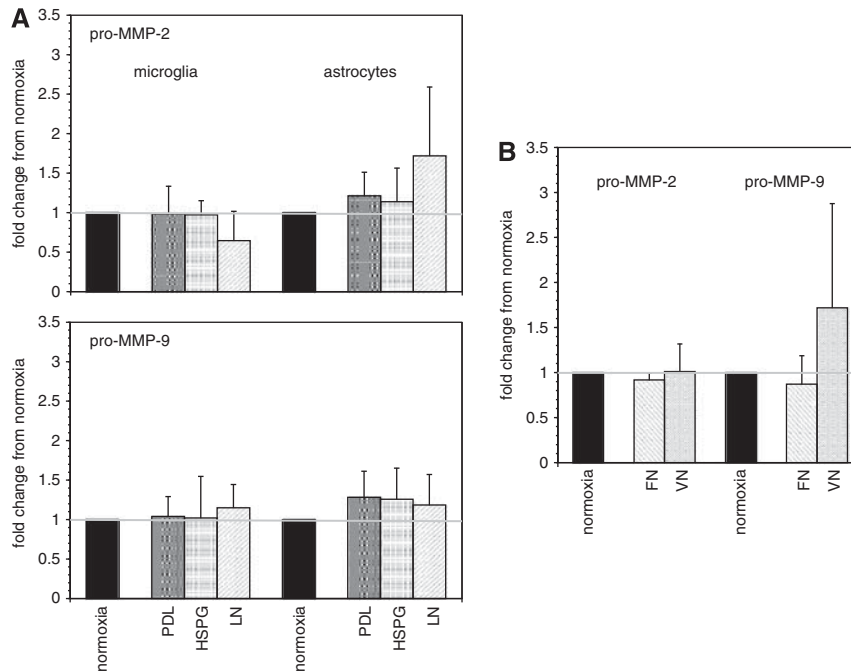 A
pro-MMP-2
microglia
astrocytes
fold change from normoxia
3.5
3
2.5
2
1.5
1
0.5
0
pro-MMP-9
fold change from normoxia
3.5
3
2.5
2
1.5
1
0.5
0
normoxia
PDL
HSPG
LN
normoxia
PDL
HSPG
LN
B
pro-MMP-2
pro-MMP-9
fold change from normoxia
3.5
3
2.5
2
1.5
1
0.5
0
normoxia
FN
VN
normoxia
FN
VN